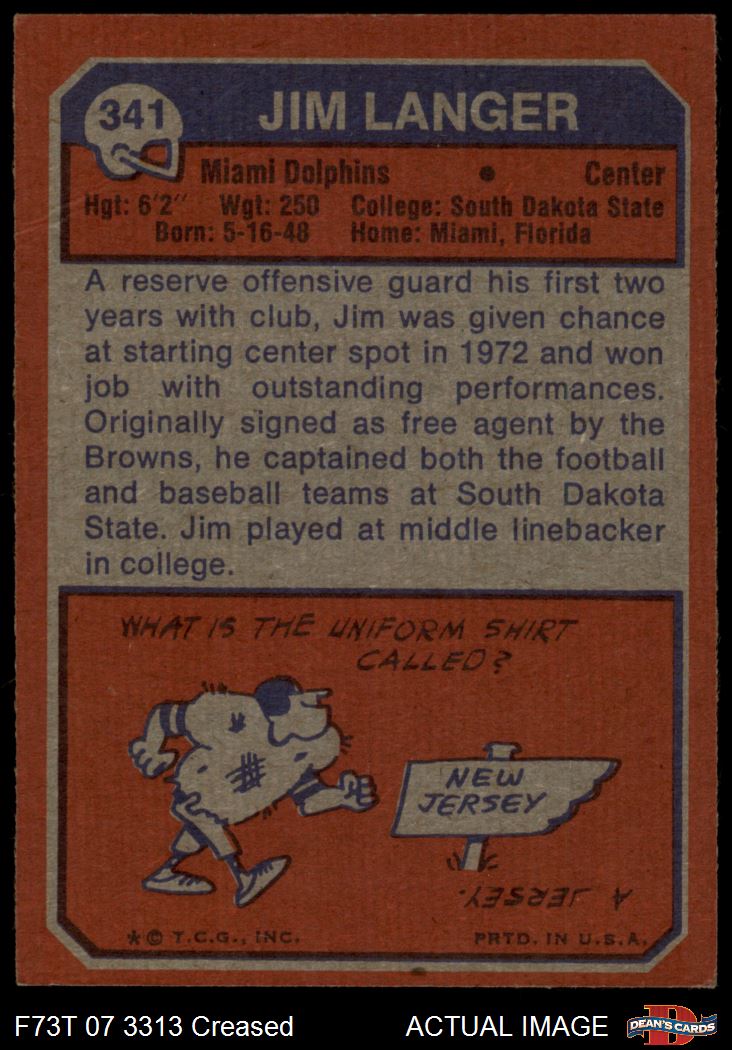 341
JIM LANGER
Miami Dolphins • Center
Hgt: 6'2" Wgt: 250 College: South Dakota State
Born: 5-16-48 Home: Miami, Florida
A reserve offensive guard his first two
years with club, Jim was given chance
at starting center spot in 1972 and won
job with outstanding performances.
Originally signed as free agent by the
Browns, he captained both the football
and baseball teams at South Dakota
State. Jim played at middle linebacker
in college.
WHAT IS THE UNIFORM SHIRT
CALLED?
NEW
JERSEY
A JERSEY.
* © T.C.G., INC. PRTD. IN U.S.A.
F73T 07 3313 Creased ACTUAL IMAGE
D
DEAN'S CARDS